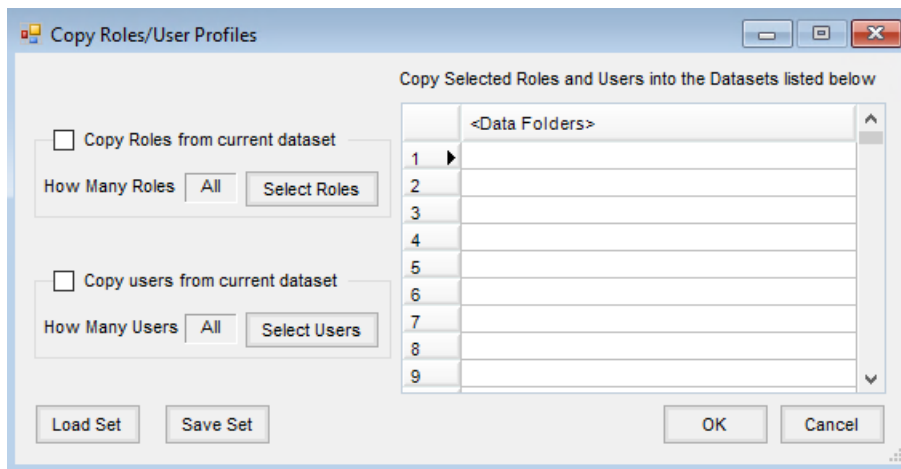 Copy Roles/User Profiles
Copy Selected Roles and Users into the Datasets listed below
Copy Roles from current dataset
How Many Roles All Select Roles
Copy users from current dataset
How Many Users All Select Users
<Data Folders>
1
2
3
4
5
6
7
8
9
Load Set Save Set OK Cancel